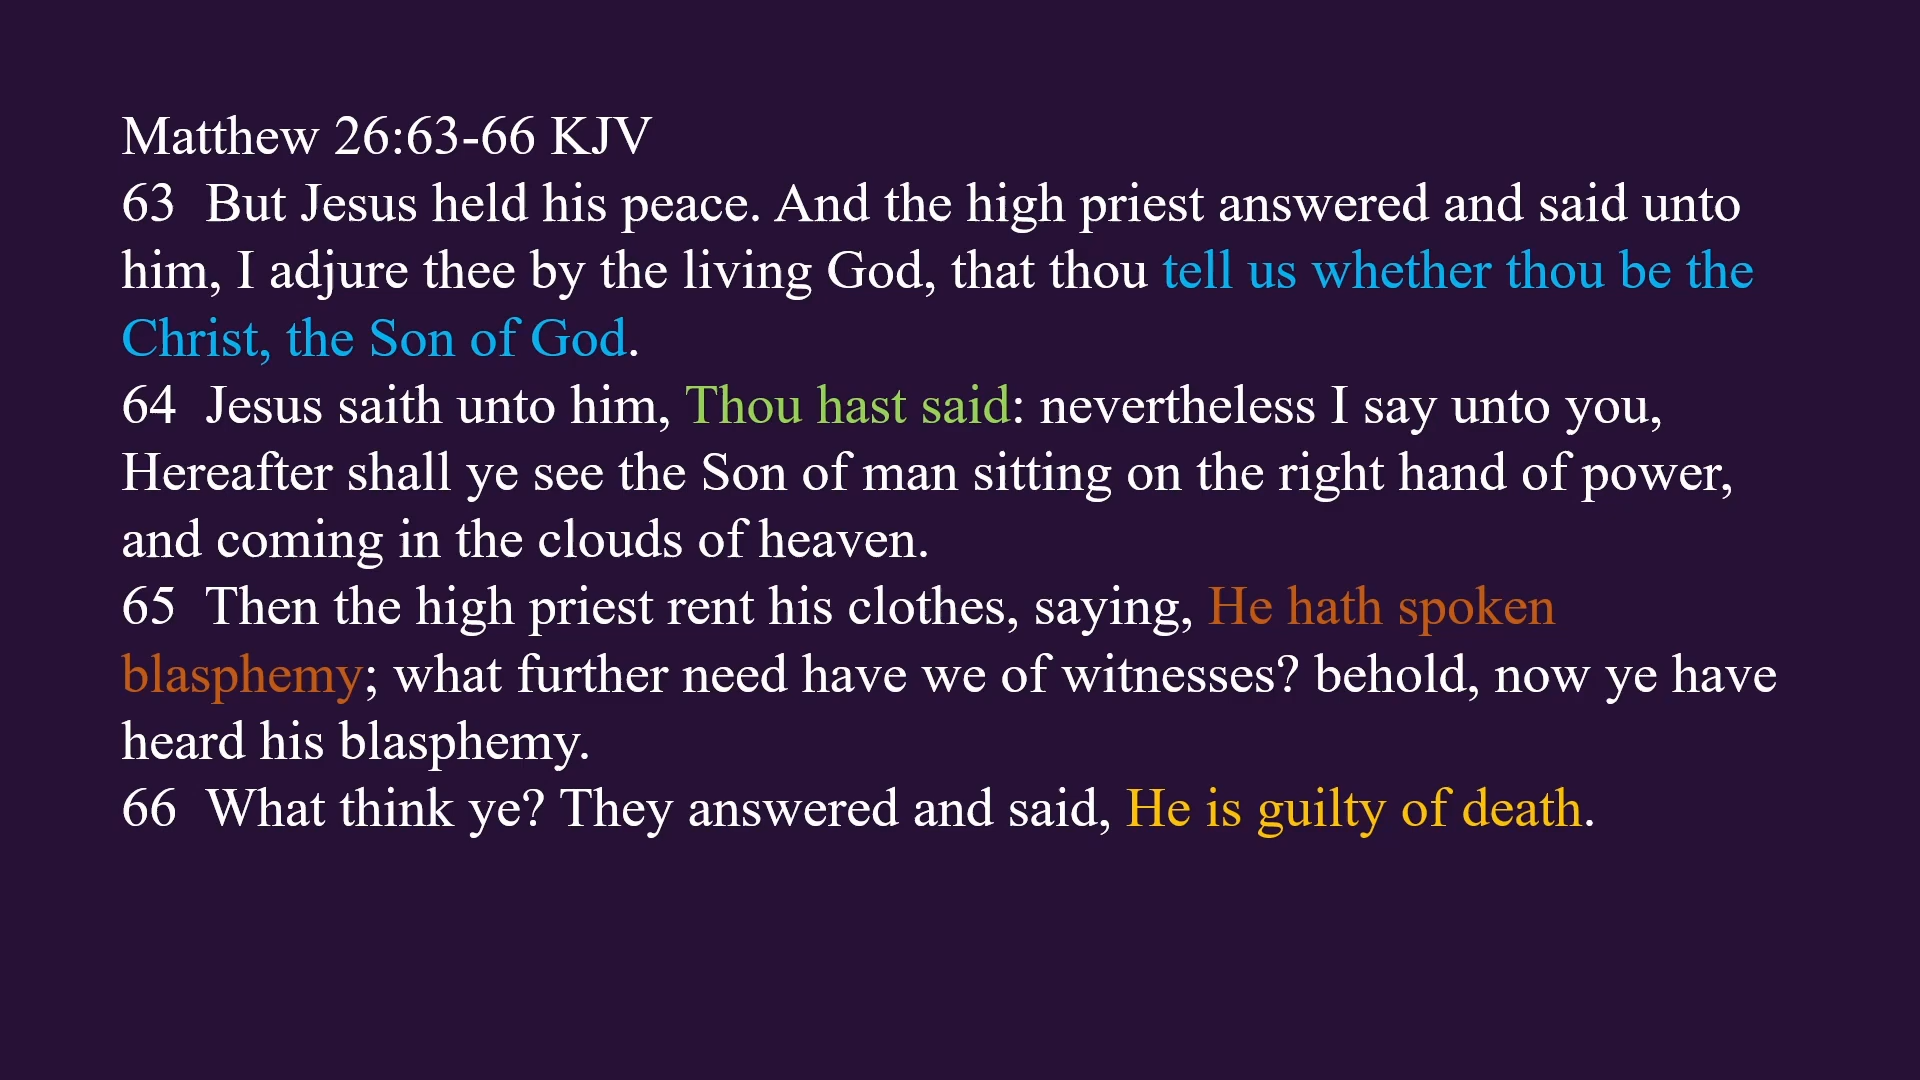 Matthew 26:63-66 KJV
63  But Jesus held his peace. And the high priest answered and said unto
him, I adjure thee by the living God, that thou tell us whether thou be the
Christ, the Son of God.
64  Jesus saith unto him, Thou hast said: nevertheless I say unto you,
Hereafter shall ye see the Son of man sitting on the right hand of power,
and coming in the clouds of heaven.
65  Then the high priest rent his clothes, saying, He hath spoken
blasphemy; what further need have we of witnesses? behold, now ye have
heard his blasphemy.
66  What think ye? They answered and said, He is guilty of death.